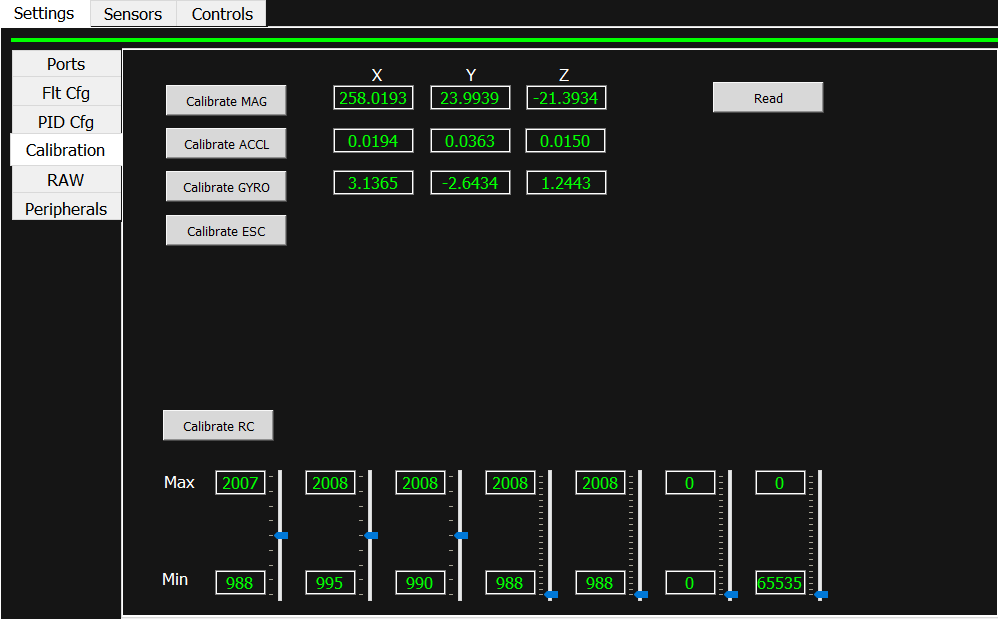 Settings Sensors Controls
Ports
Flt Cfg
PID Cfg
Calibration
RAW
Peripherals
X Y Z
Calibrate MAG 258.0193 23.9939 -21.3934 Read
Calibrate ACCL 0.0194 0.0363 0.0150
Calibrate GYRO 3.1365 -2.6434 1.2443
Calibrate ESC
Calibrate RC
Max 2007 2008 2008 2008 2008 0 0
Min 988 995 990 988 988 0 65535